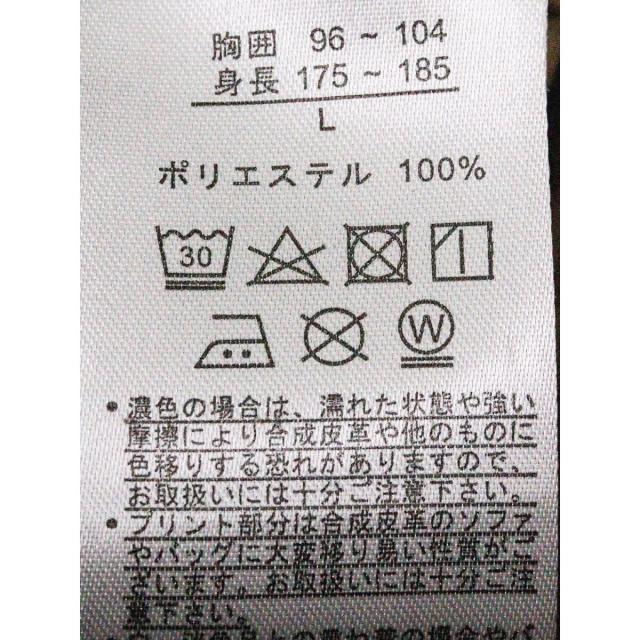 胸囲 96 ~ 104
身長 175 ~ 185
L
ポリエステル 100%
30
W
• 濃色の場合は、濡れた状態や強い
摩擦により合成皮革や他のものに
色移りする恐れがありますので、
お取扱いには十分ご注意下さい。
• プリント部分は合成皮革のソファ
やバッグに大変移り易い性質がご
ざいます。お取扱いには十分ご注
意下さい。